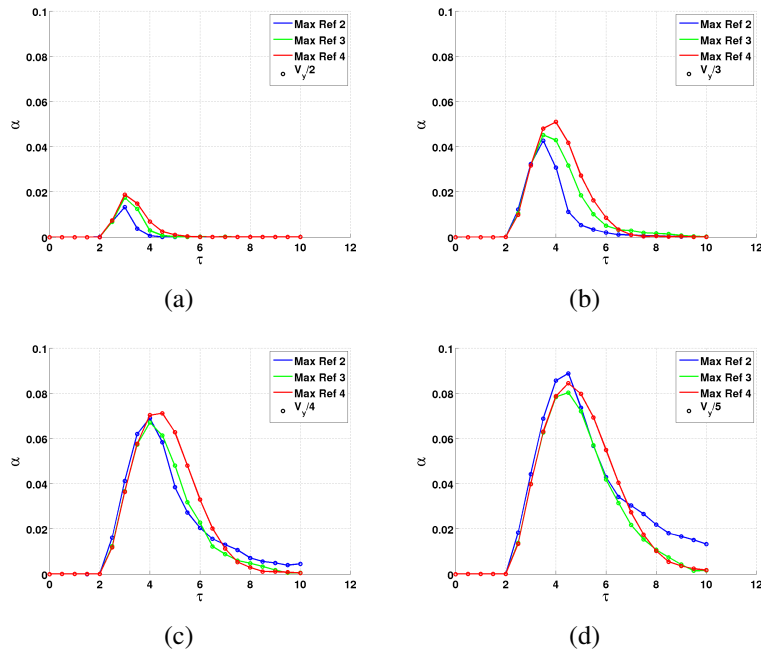 0.1
0.08
0.06
0.04
0.02
0
α
0 2 4 6 8 10 12
τ
Max Ref 2
Max Ref 3
Max Ref 4
V_y/2
(a)
0.1
0.08
0.06
0.04
0.02
0
α
0 2 4 6 8 10 12
τ
Max Ref 2
Max Ref 3
Max Ref 4
V_y/3
(b)
0.1
0.08
0.06
0.04
0.02
0
α
0 2 4 6 8 10 12
τ
Max Ref 2
Max Ref 3
Max Ref 4
V_y/4
(c)
0.1
0.08
0.06
0.04
0.02
0
α
0 2 4 6 8 10 12
τ
Max Ref 2
Max Ref 3
Max Ref 4
V_y/5
(d)